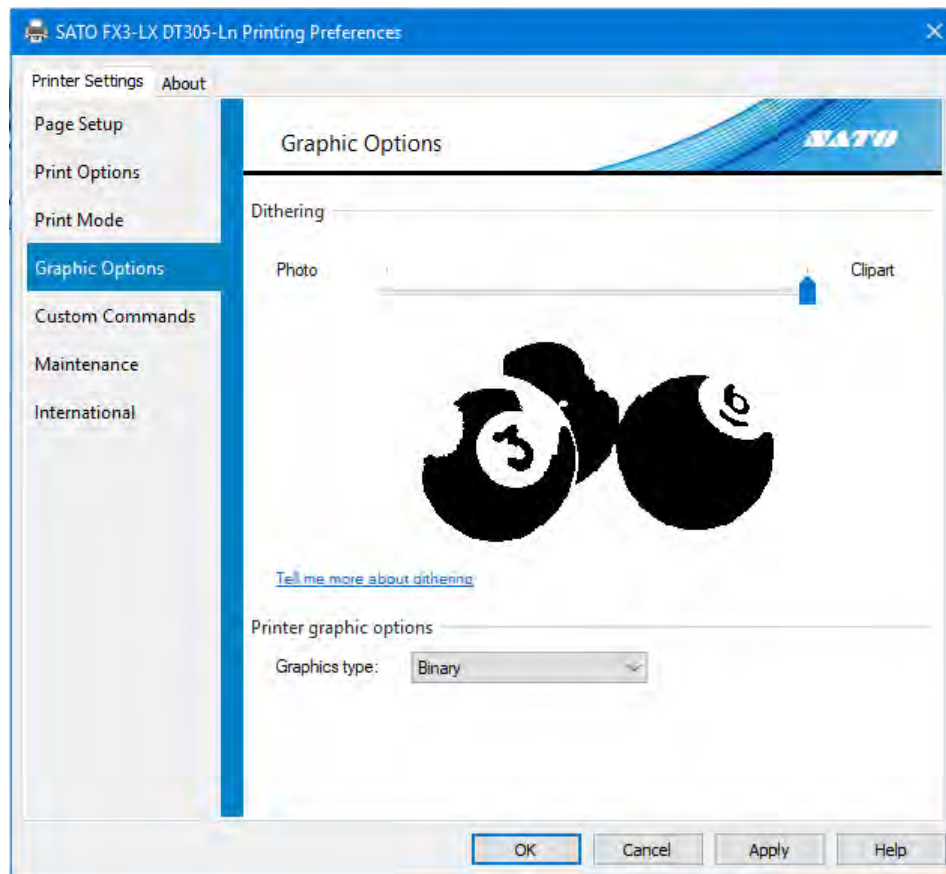 SATO FX3-LX DT305-Ln Printing Preferences
Printer Settings About
Page Setup
Print Options
Print Mode
Graphic Options
Custom Commands
Maintenance
International
Graphic Options
SATO
Dithering
Photo
Clipart
Tell me more about dithering
Printer graphic options
Graphics type: Binary
OK Cancel Apply Help